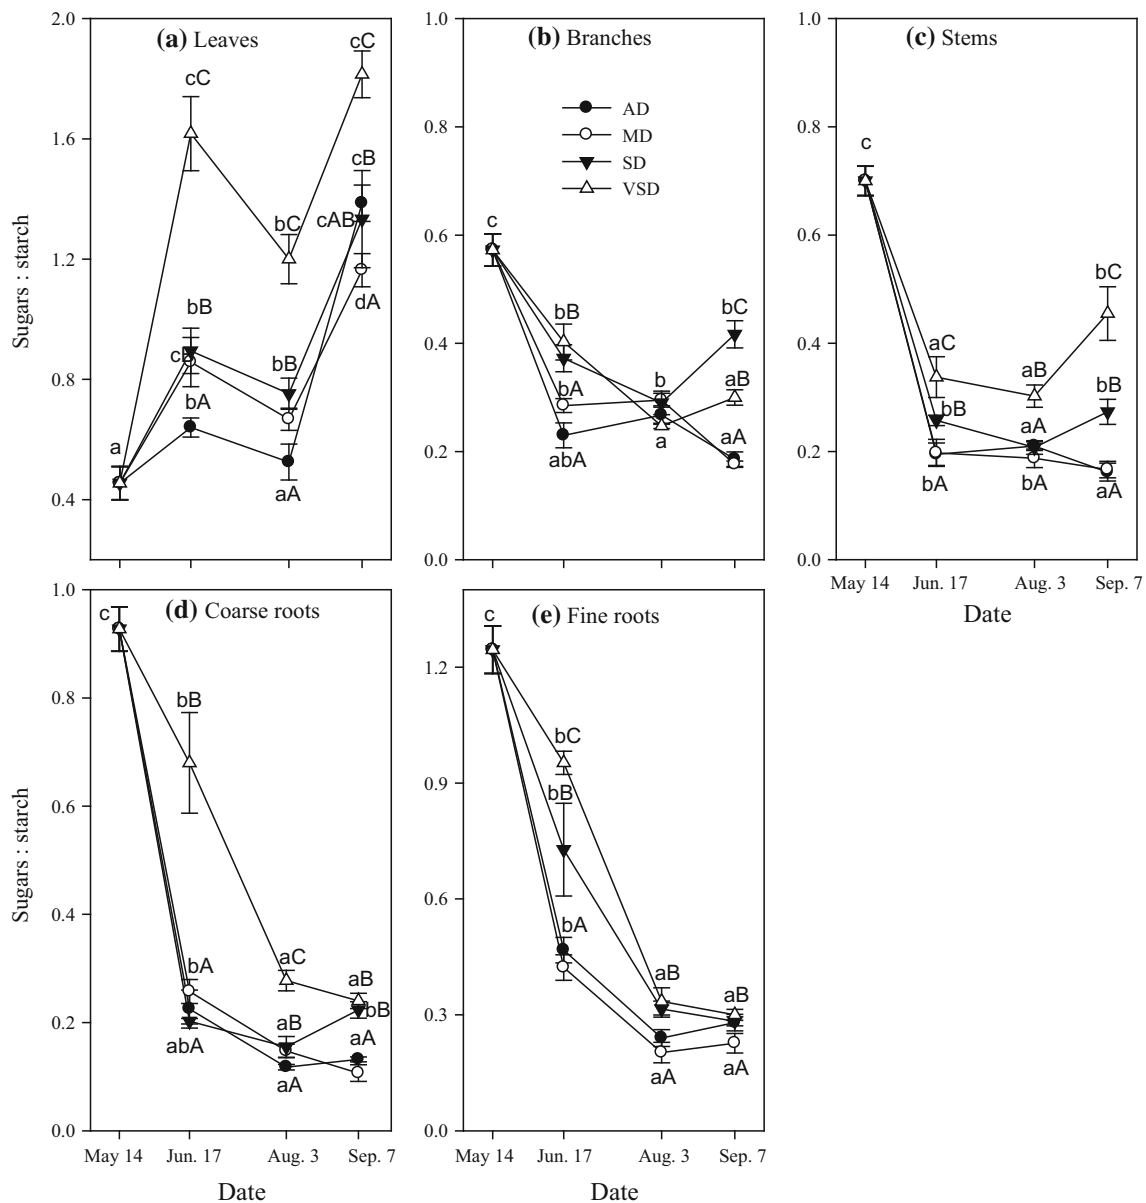 (a) Leaves
(b) Branches
(c) Stems
2.0
1.6
1.2
0.8
0.4
Sugars : starch
a
cC
bB
cB
bA
bC
bB
aA
cC
cB
cAB
dA
1.0
0.8
0.6
0.4
0.2
0.0
AD
MD
SD
VSD
c
bB
bA
abA
b
a
bC
aB
aA
1.0
0.8
0.6
0.4
0.2
0.0
c
aC
bB
bA
aB
aA
bA
bC
bB
aA
May 14 Jun. 17 Aug. 3 Sep. 7
Date
(d) Coarse roots
(e) Fine roots
1.0
0.8
0.6
0.4
0.2
0.0
Sugars : starch
c
bB
bA
abA
aC
aB
aA
aB
bB
aA
May 14 Jun. 17 Aug. 3 Sep. 7
Date
1.2
0.9
0.6
0.3
0.0
c
bC
bB
bA
aB
aA
aB
aA
May 14 Jun. 17 Aug. 3 Sep. 7
Date